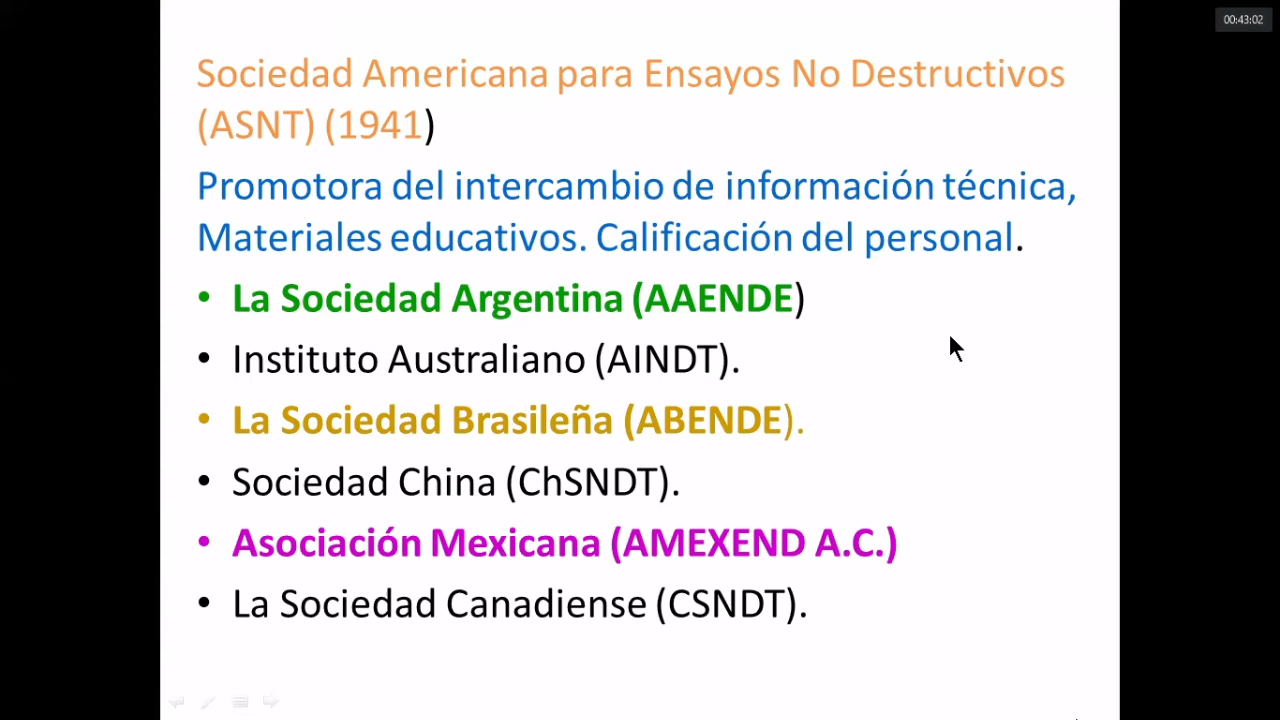 00:43:02
Sociedad Americana para Ensayos No Destructivos
(ASNT) (1941)
Promotora del intercambio de información técnica,
Materiales educativos. Calificación del personal.
• La Sociedad Argentina (AAENDE)
• Instituto Australiano (AINDT).
• La Sociedad Brasileña (ABENDE).
• Sociedad China (ChSNDT).
• Asociación Mexicana (AMEXEND A.C.)
• La Sociedad Canadiense (CSNDT).